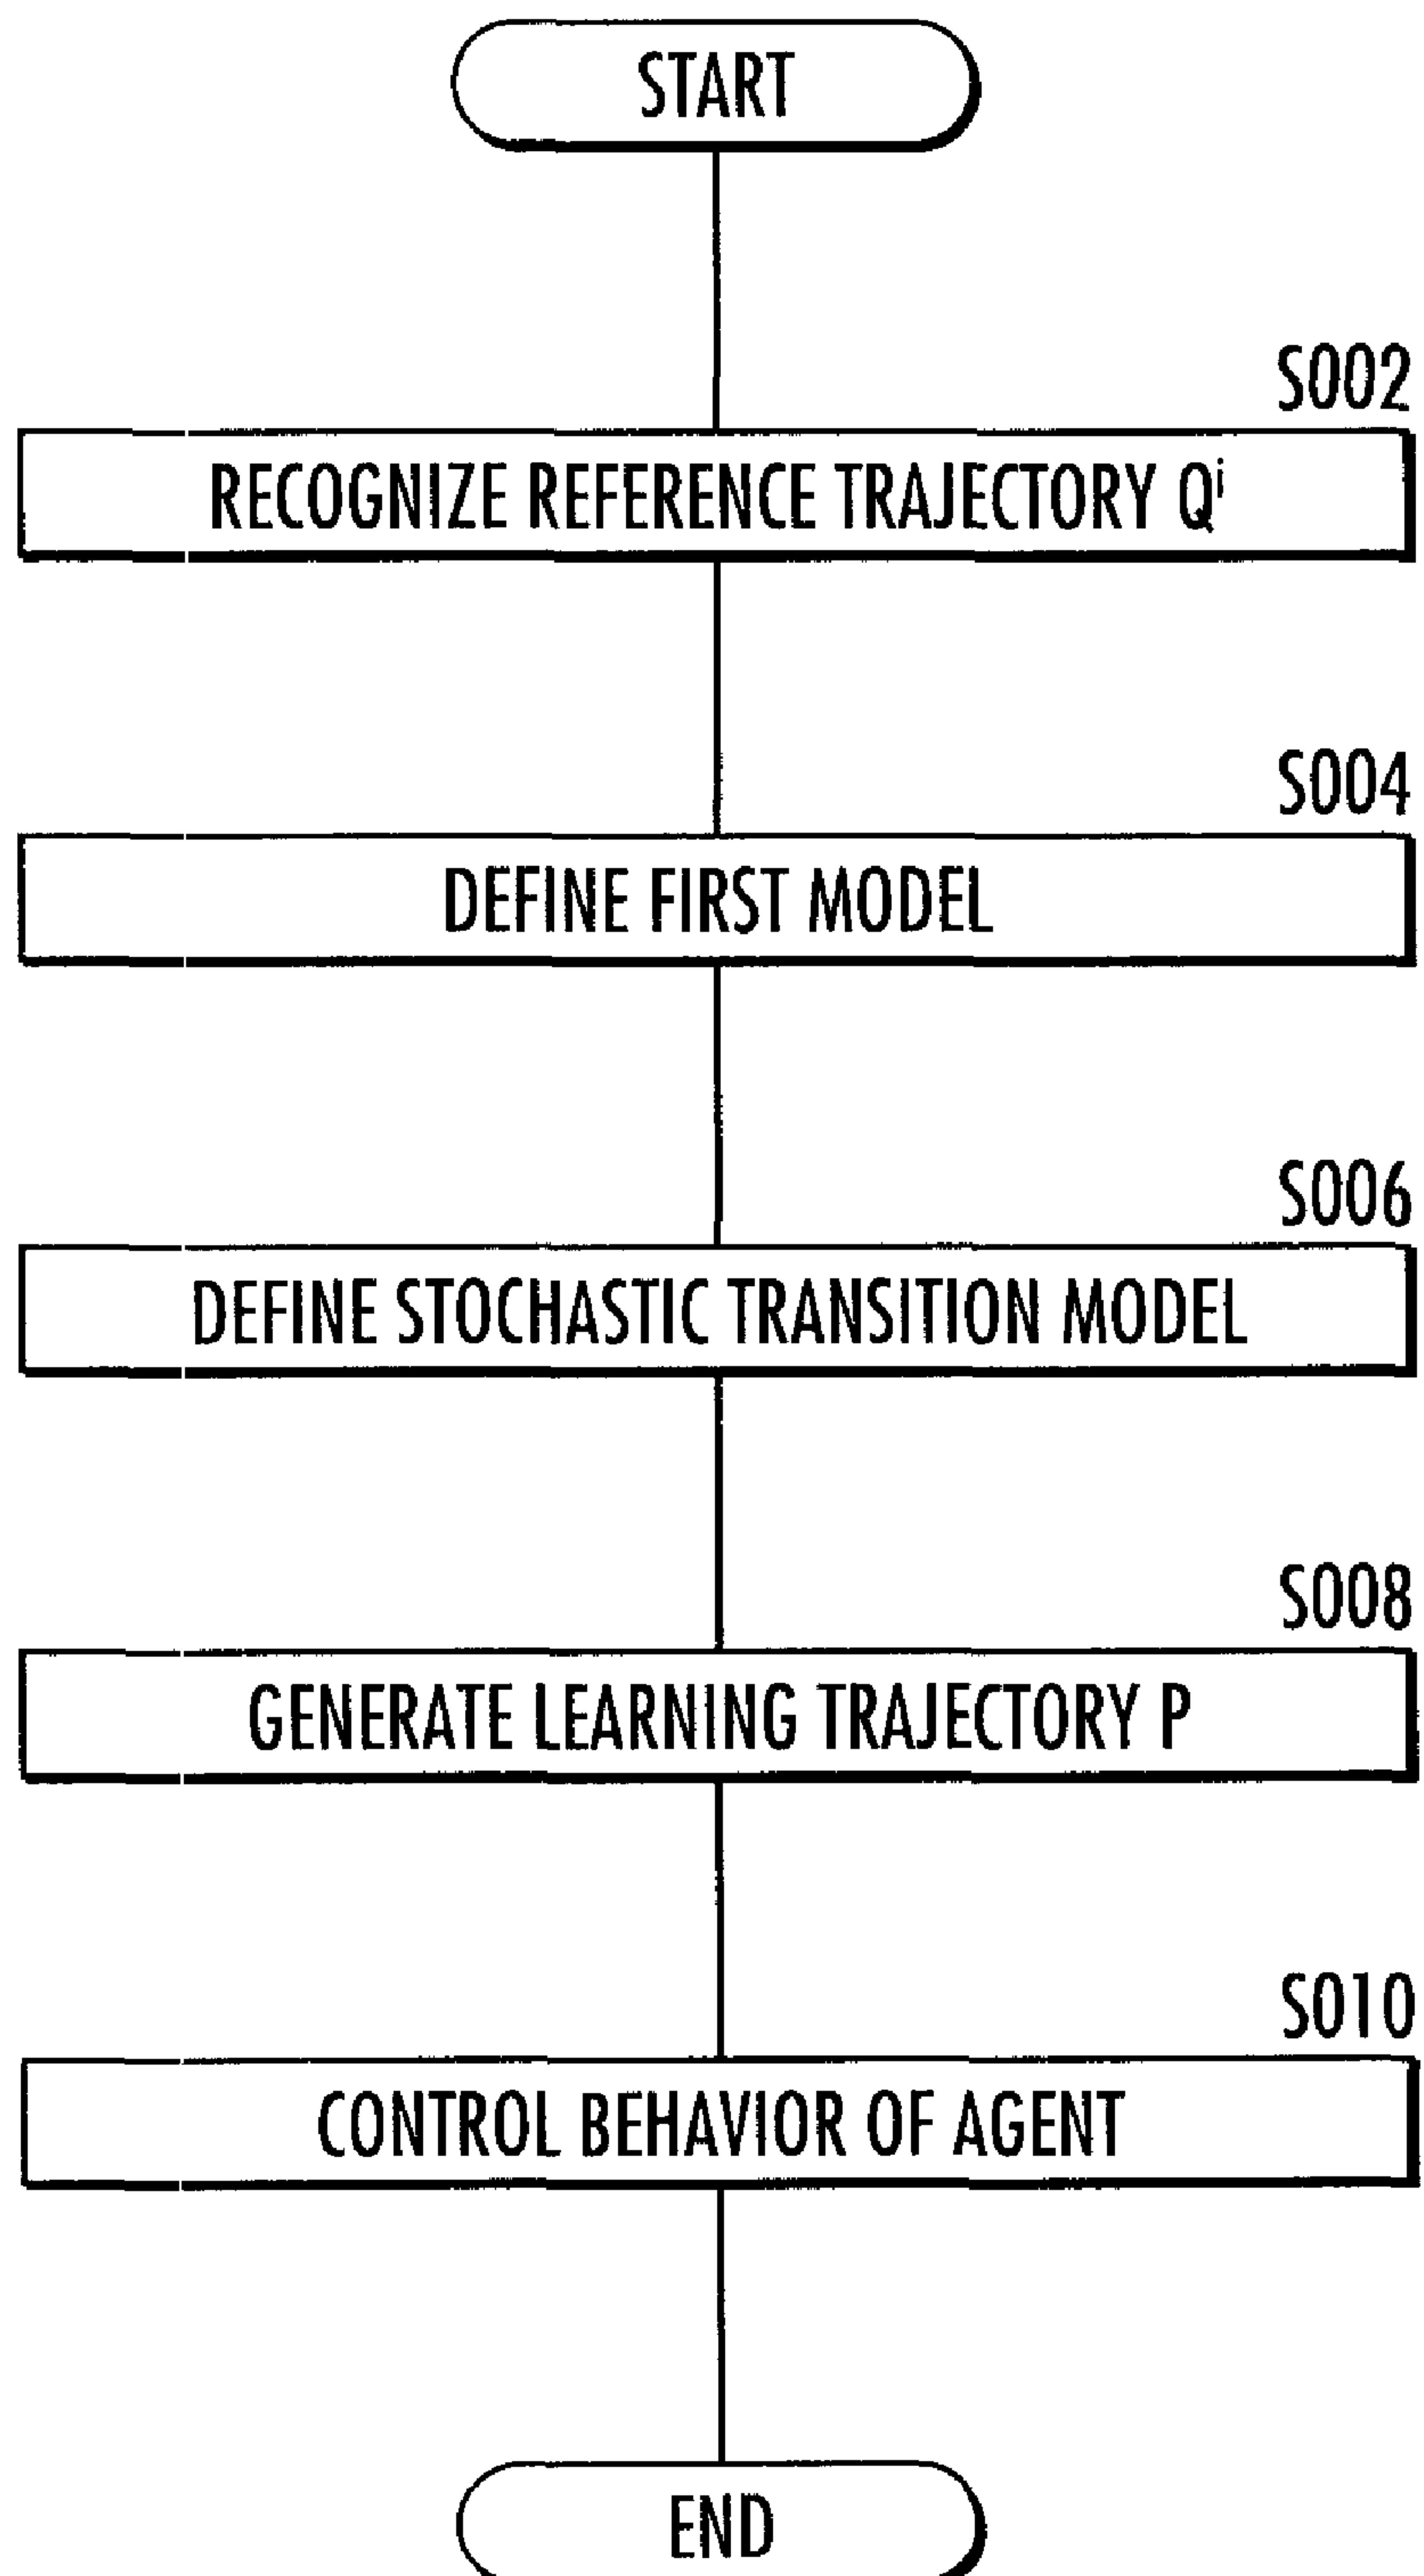 START
S002
RECOGNIZE REFERENCE TRAJECTORY Qⁱ
S004
DEFINE FIRST MODEL
S006
DEFINE STOCHASTIC TRANSITION MODEL
S008
GENERATE LEARNING TRAJECTORY P
S010
CONTROL BEHAVIOR OF AGENT
END